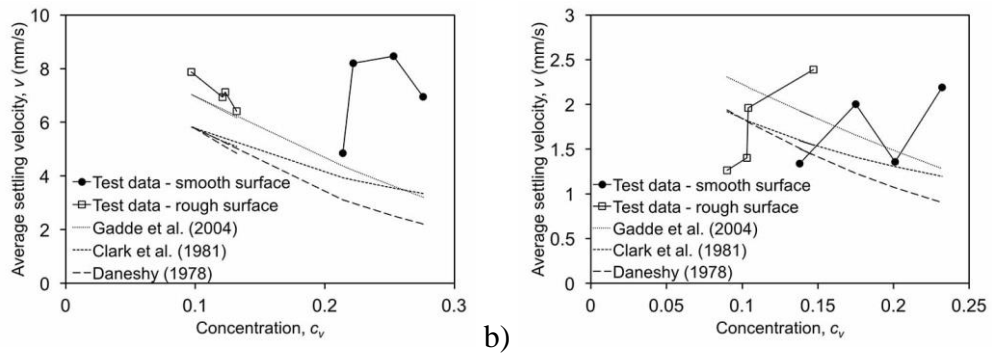 a)
10
8
6
4
2
0
Average settling velocity, v (mm/s)
Test data - smooth surface
Test data - rough surface
Gadde et al. (2004)
Clark et al. (1981)
Daneshy (1978)
0 0.1 0.2 0.3
Concentration, cv
b)
3
2.5
2
1.5
1
0.5
0
Average settling velocity, v (mm/s)
Test data - smooth surface
Test data - rough surface
Gadde et al. (2004)
Clark et al. (1981)
Daneshy (1978)
0 0.05 0.1 0.15 0.2 0.25
Concentration, cv